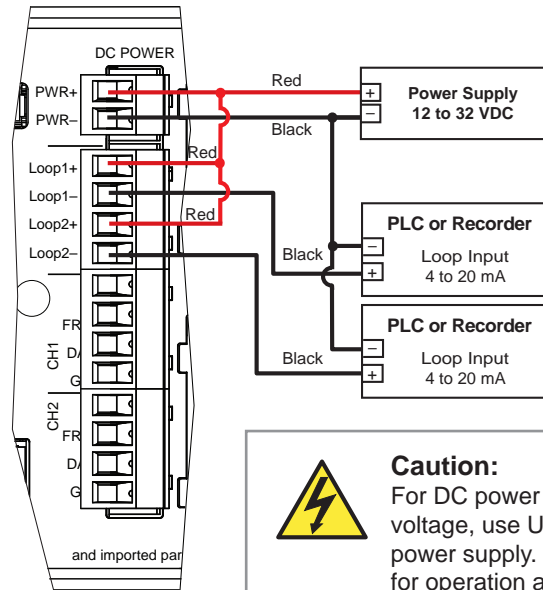 DC POWER
PWR+
PWR–
Red
Black
+
–
Power Supply
12 to 32 VDC
Loop1+
Loop1–
Loop2+
Loop2–
Red
Red
Black
–
+
PLC or Recorder
Loop Input
4 to 20 mA
Black
–
+
PLC or Recorder
Loop Input
4 to 20 mA
CH1
FR
G
CH2
FR
G
and imported
Caution:
For DC power
voltage, use
power supply.
for operation